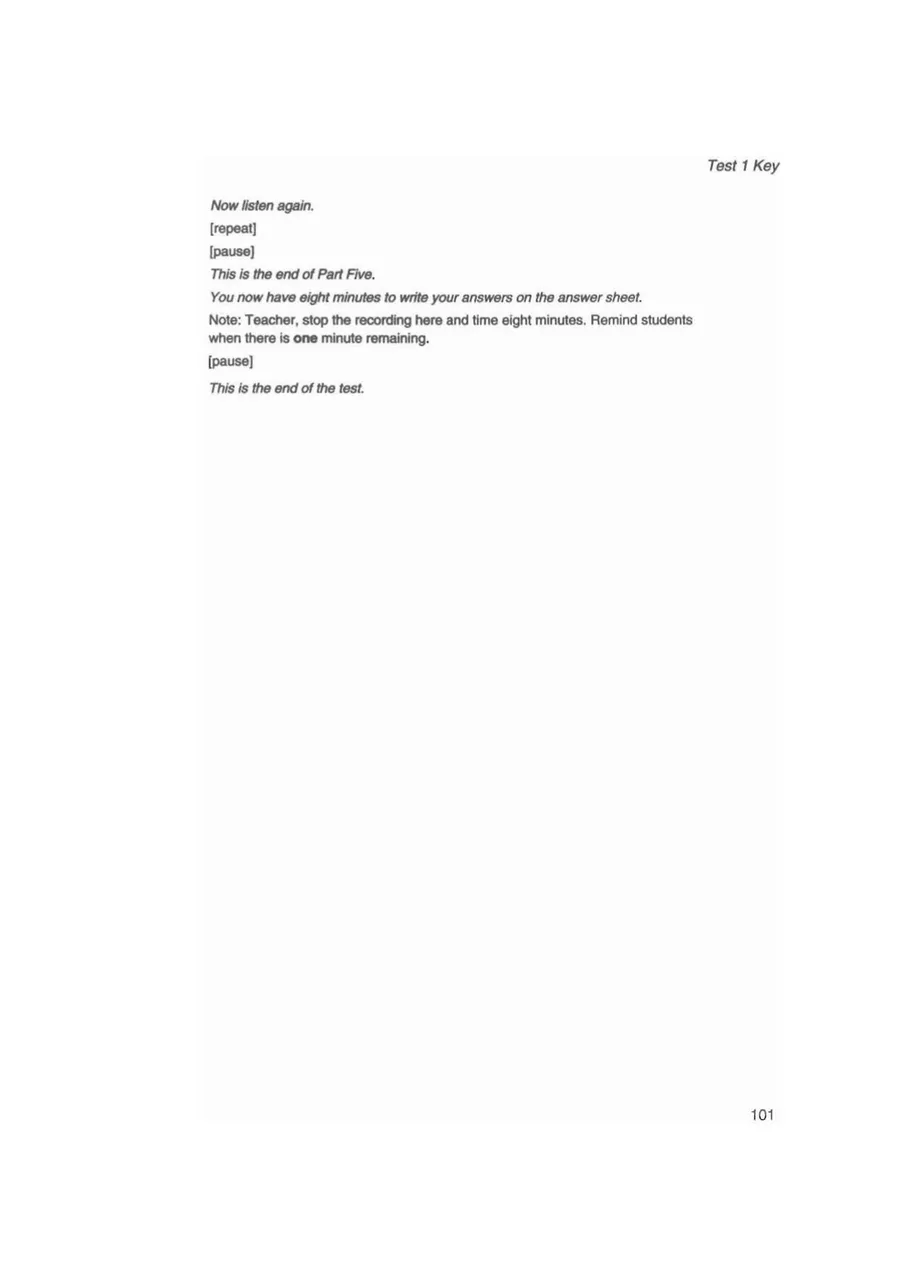 Test 1 Key
Now listen again.
[repeat]
[pause]
This is the end of Part Five.
You now have eight minutes to write your answers on the answer sheet.
Note: Teacher, stop the recording here and time eight minutes. Remind students
when there is one minute remaining.
[pause]
This is the end of the test.
101